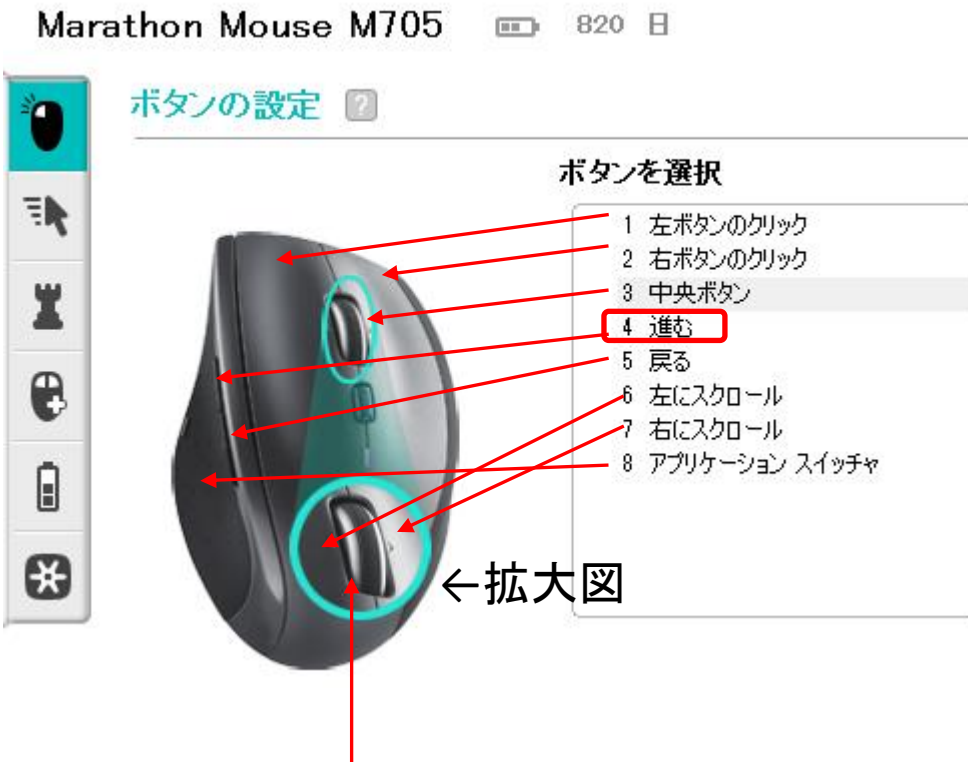 Marathon Mouse M705 820 日
ボタンの設定 ?
ボタンを選択
1 左ボタンのクリック
2 右ボタンのクリック
3 中央ボタン
4 進む
5 戻る
6 左にスクロール
7 右にスクロール
8 アプリケーション スイッチャ
←拡大図